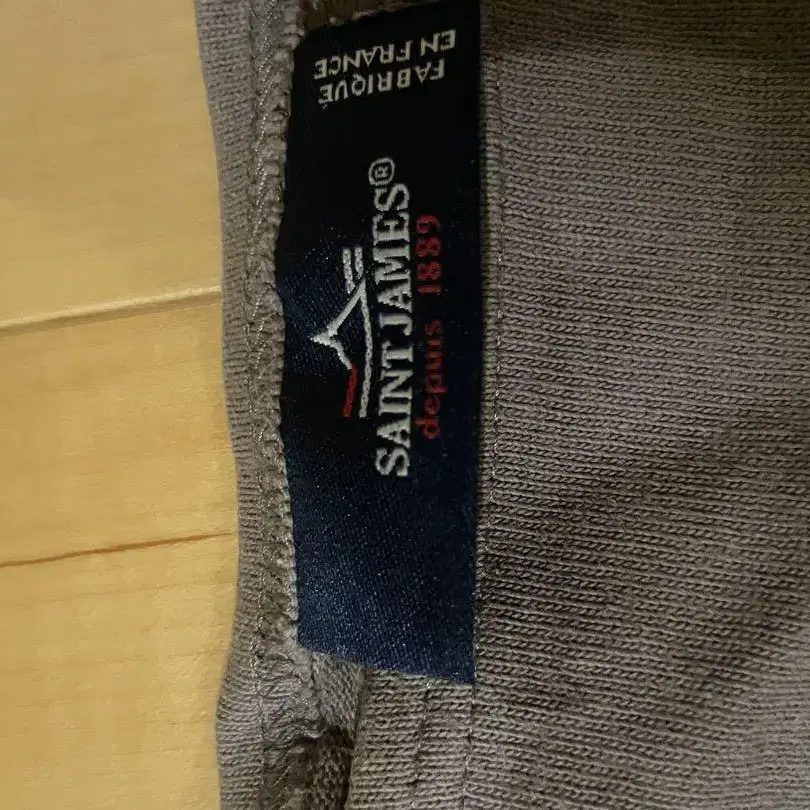 SAINT JAMES®
depuis 1889
FABRIQUÉ
EN FRANCE